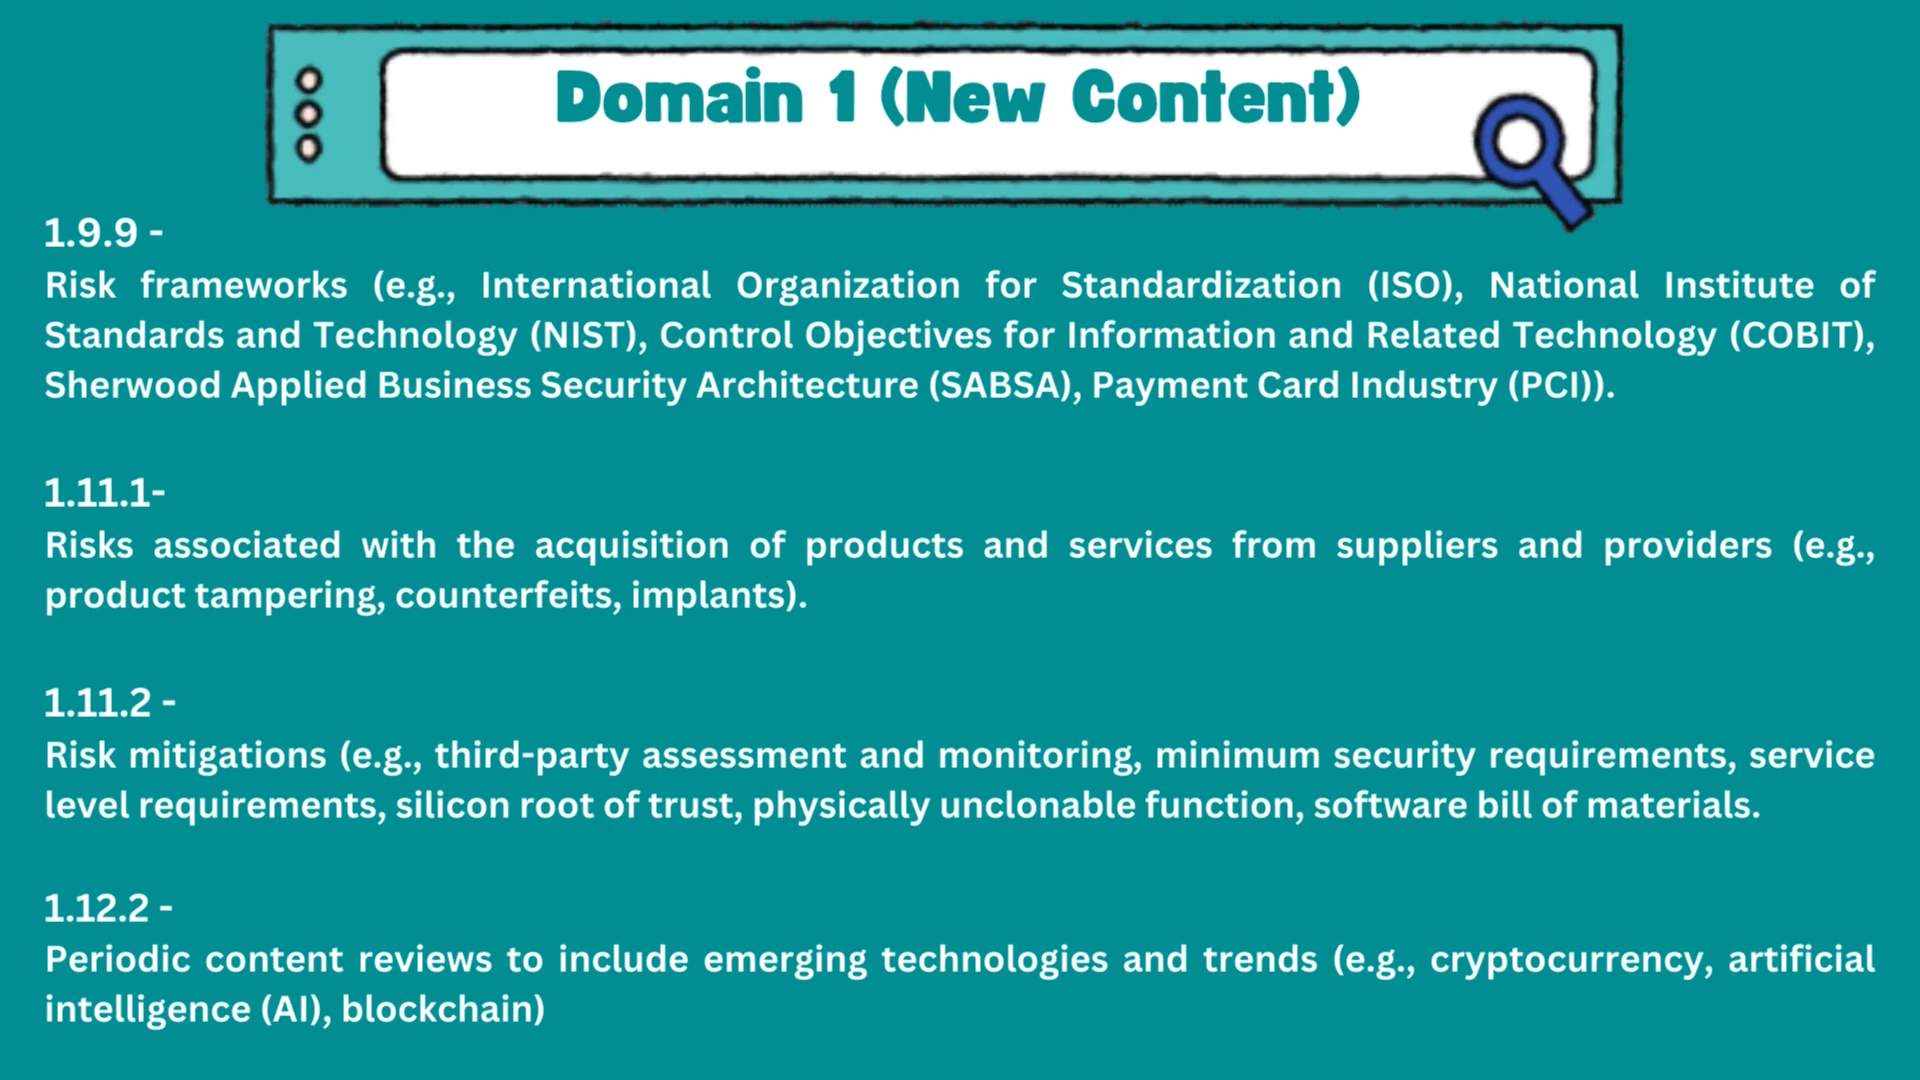 Domain 1 (New Content)
1.9.9 -
Risk frameworks (e.g., International Organization for Standardization (ISO), National Institute of
Standards and Technology (NIST), Control Objectives for Information and Related Technology (COBIT),
Sherwood Applied Business Security Architecture (SABSA), Payment Card Industry (PCI)).
1.11.1-
Risks associated with the acquisition of products and services from suppliers and providers (e.g.,
product tampering, counterfeits, implants).
1.11.2 -
Risk mitigations (e.g., third-party assessment and monitoring, minimum security requirements, service
level requirements, silicon root of trust, physically unclonable function, software bill of materials.
1.12.2 -
Periodic content reviews to include emerging technologies and trends (e.g., cryptocurrency, artificial
intelligence (AI), blockchain)